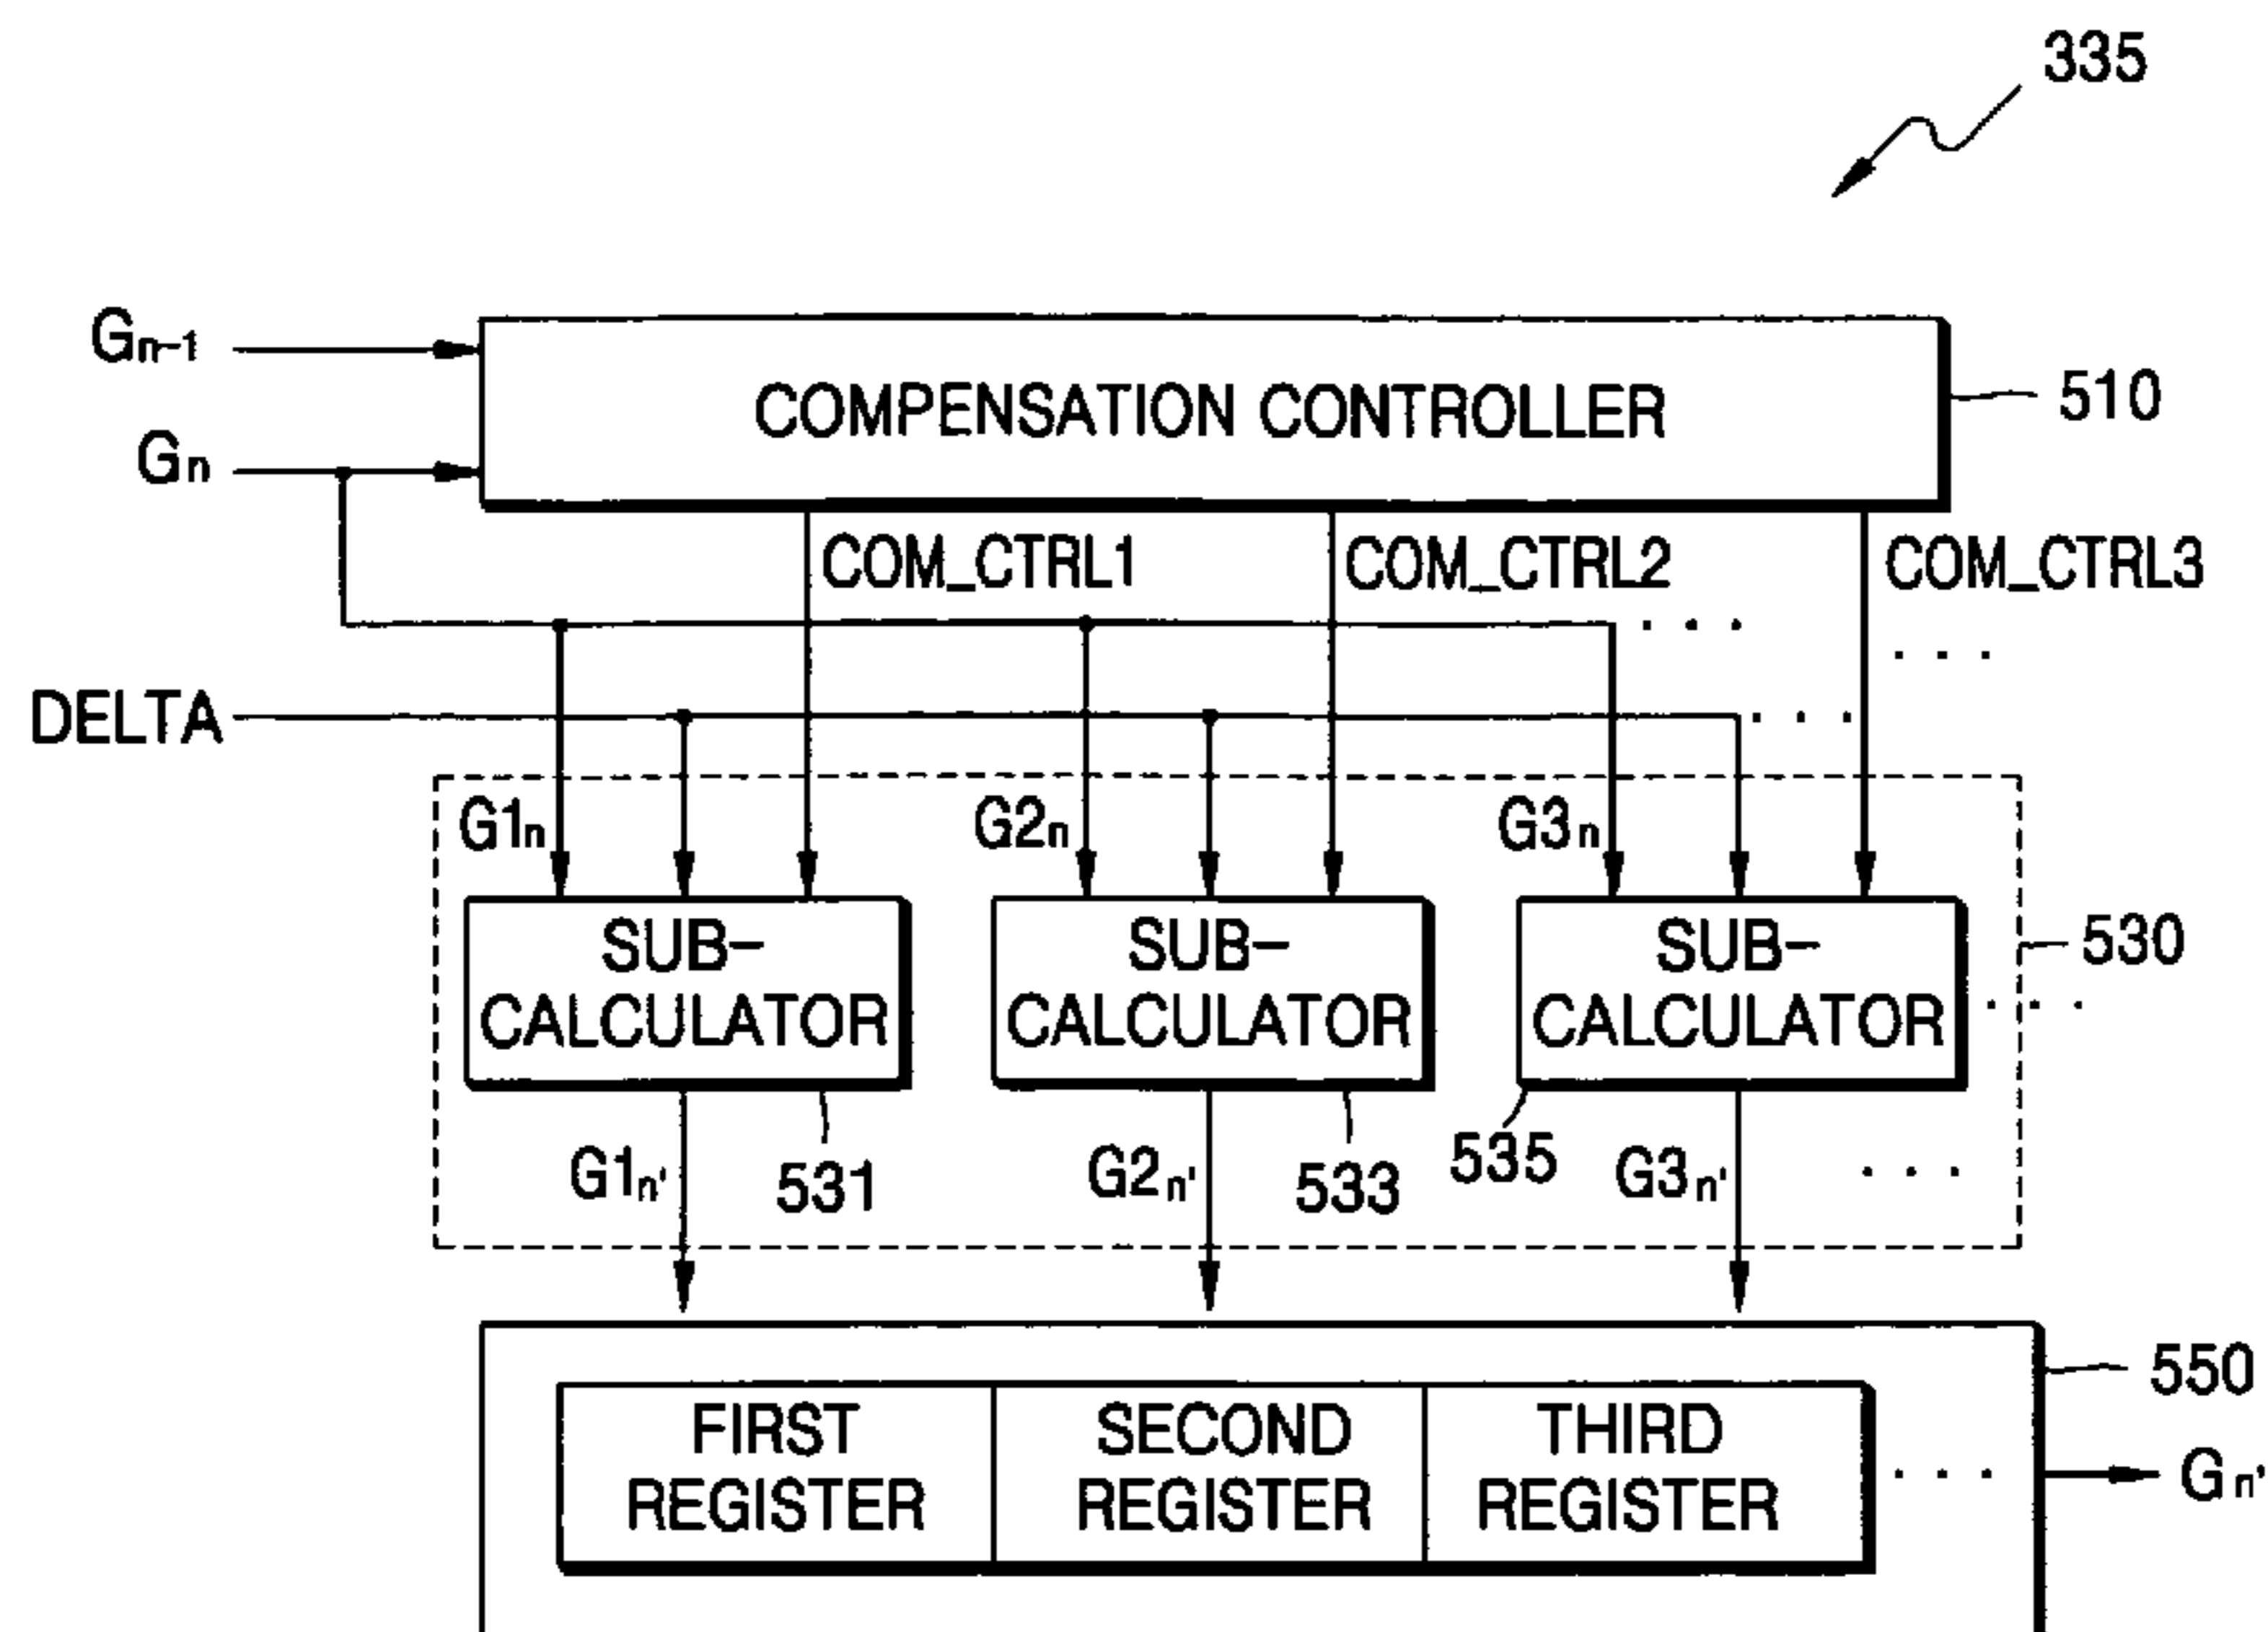 335
Gn-1
COMPENSATION CONTROLLER
510
Gn
COM_CTRL1
COM_CTRL2
COM_CTRL3
. . .
. . .
DELTA
. . .
G1n
G2n
G3n
SUB-
CALCULATOR
SUB-
CALCULATOR
SUB-
CALCULATOR
530
. . .
G1n'
531
G2n'
533
535
G3n'
. . .
550
FIRST
REGISTER
SECOND
REGISTER
THIRD
REGISTER
. . .
Gn'